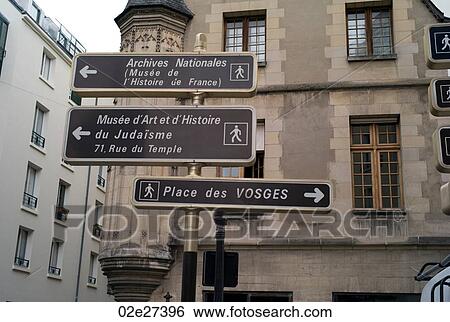 Archives Nationales
(Musée de
l'Histoire de France)
Musée d'Art et d'Histoire
du Judaïsme
71, Rue du Temple
Place des VOSGES
FOTOSEARCH
02e27396 www.fotosearch.com